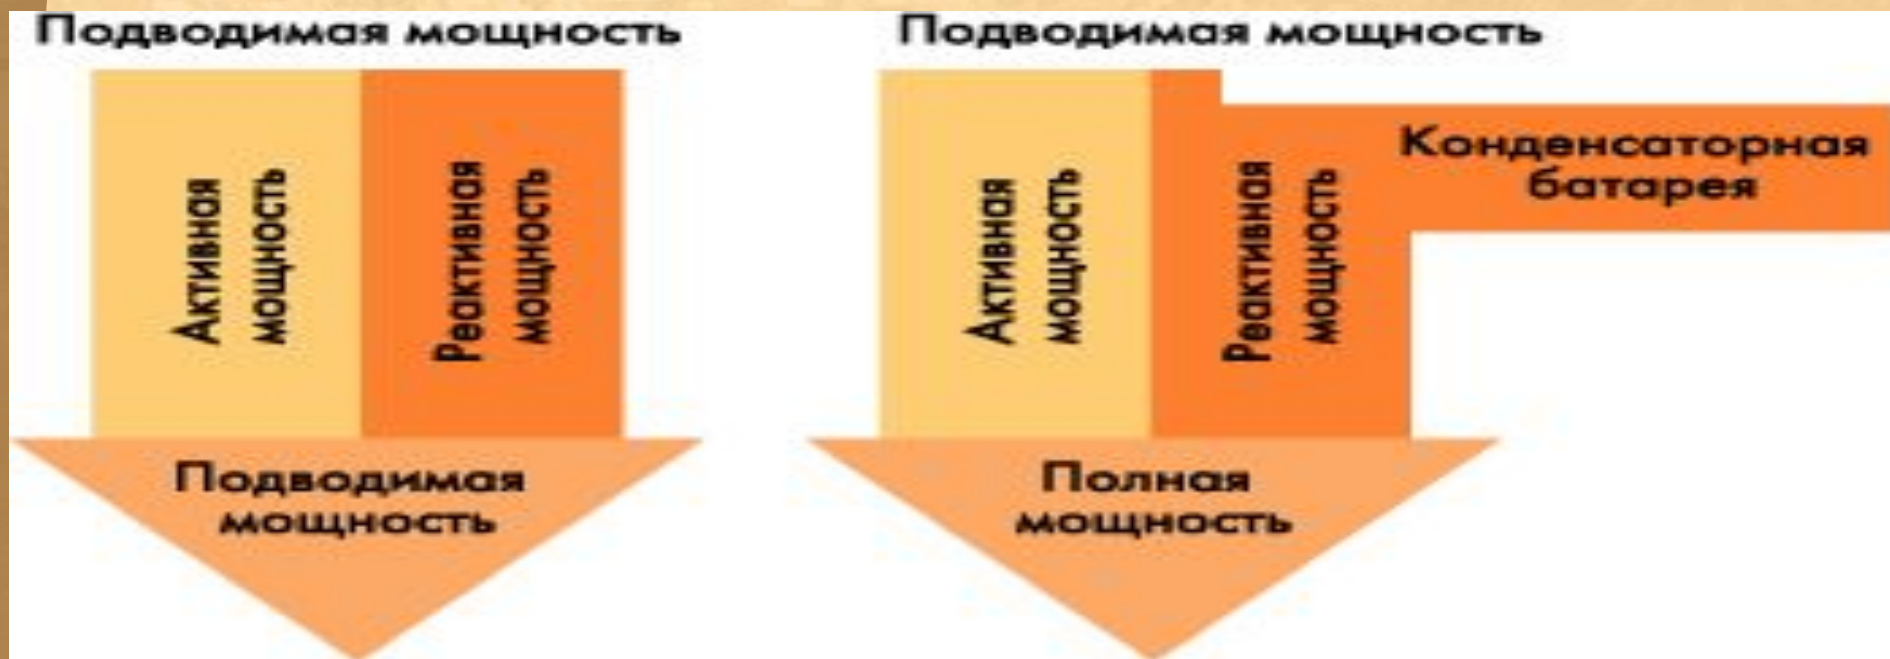 Подводимая мощность
Активная
мощность
Реактивная
мощность
Подводимая
мощность
Подводимая мощность
Активная
мощность
Реактивная
мощность
Конденсаторная
батарея
Полная
мощность